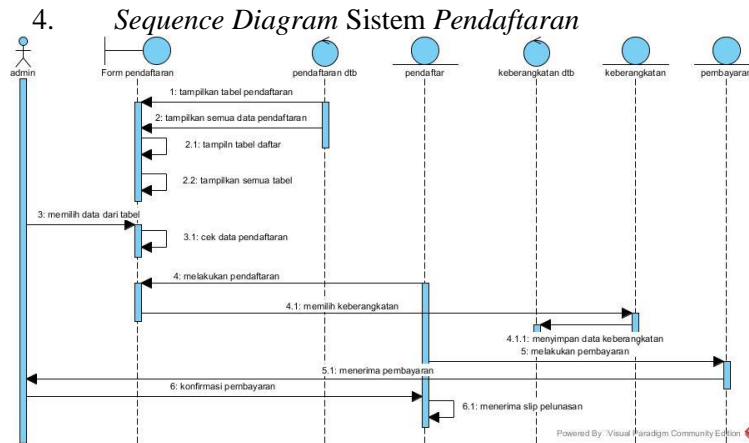 4. Sequence Diagram Sistem Pendaftaran
admin
Form pendaftaran
pendaftaran dtb
pendaftar
keberangkatan dtb
keberangkatan
pembayaran
1: tampilkan tabel pendaftaran
2: tampilkan semua data pendaftaran
2.1: tampiln tabel daftar
2.2: tampilkan semua tabel
3: memilih data dari tabel
3.1: cek data pendaftaran
4: melakukan pendaftaran
4.1: memilih keberangkatan
4.1.1: menyimpan data keberangkatan
5: melakukan pembayaran
5.1: menerima pembayaran
6: konfirmasi pembayaran
6.1: menerima slip pelunasan
Powered By Visual Paradigm Community Edition